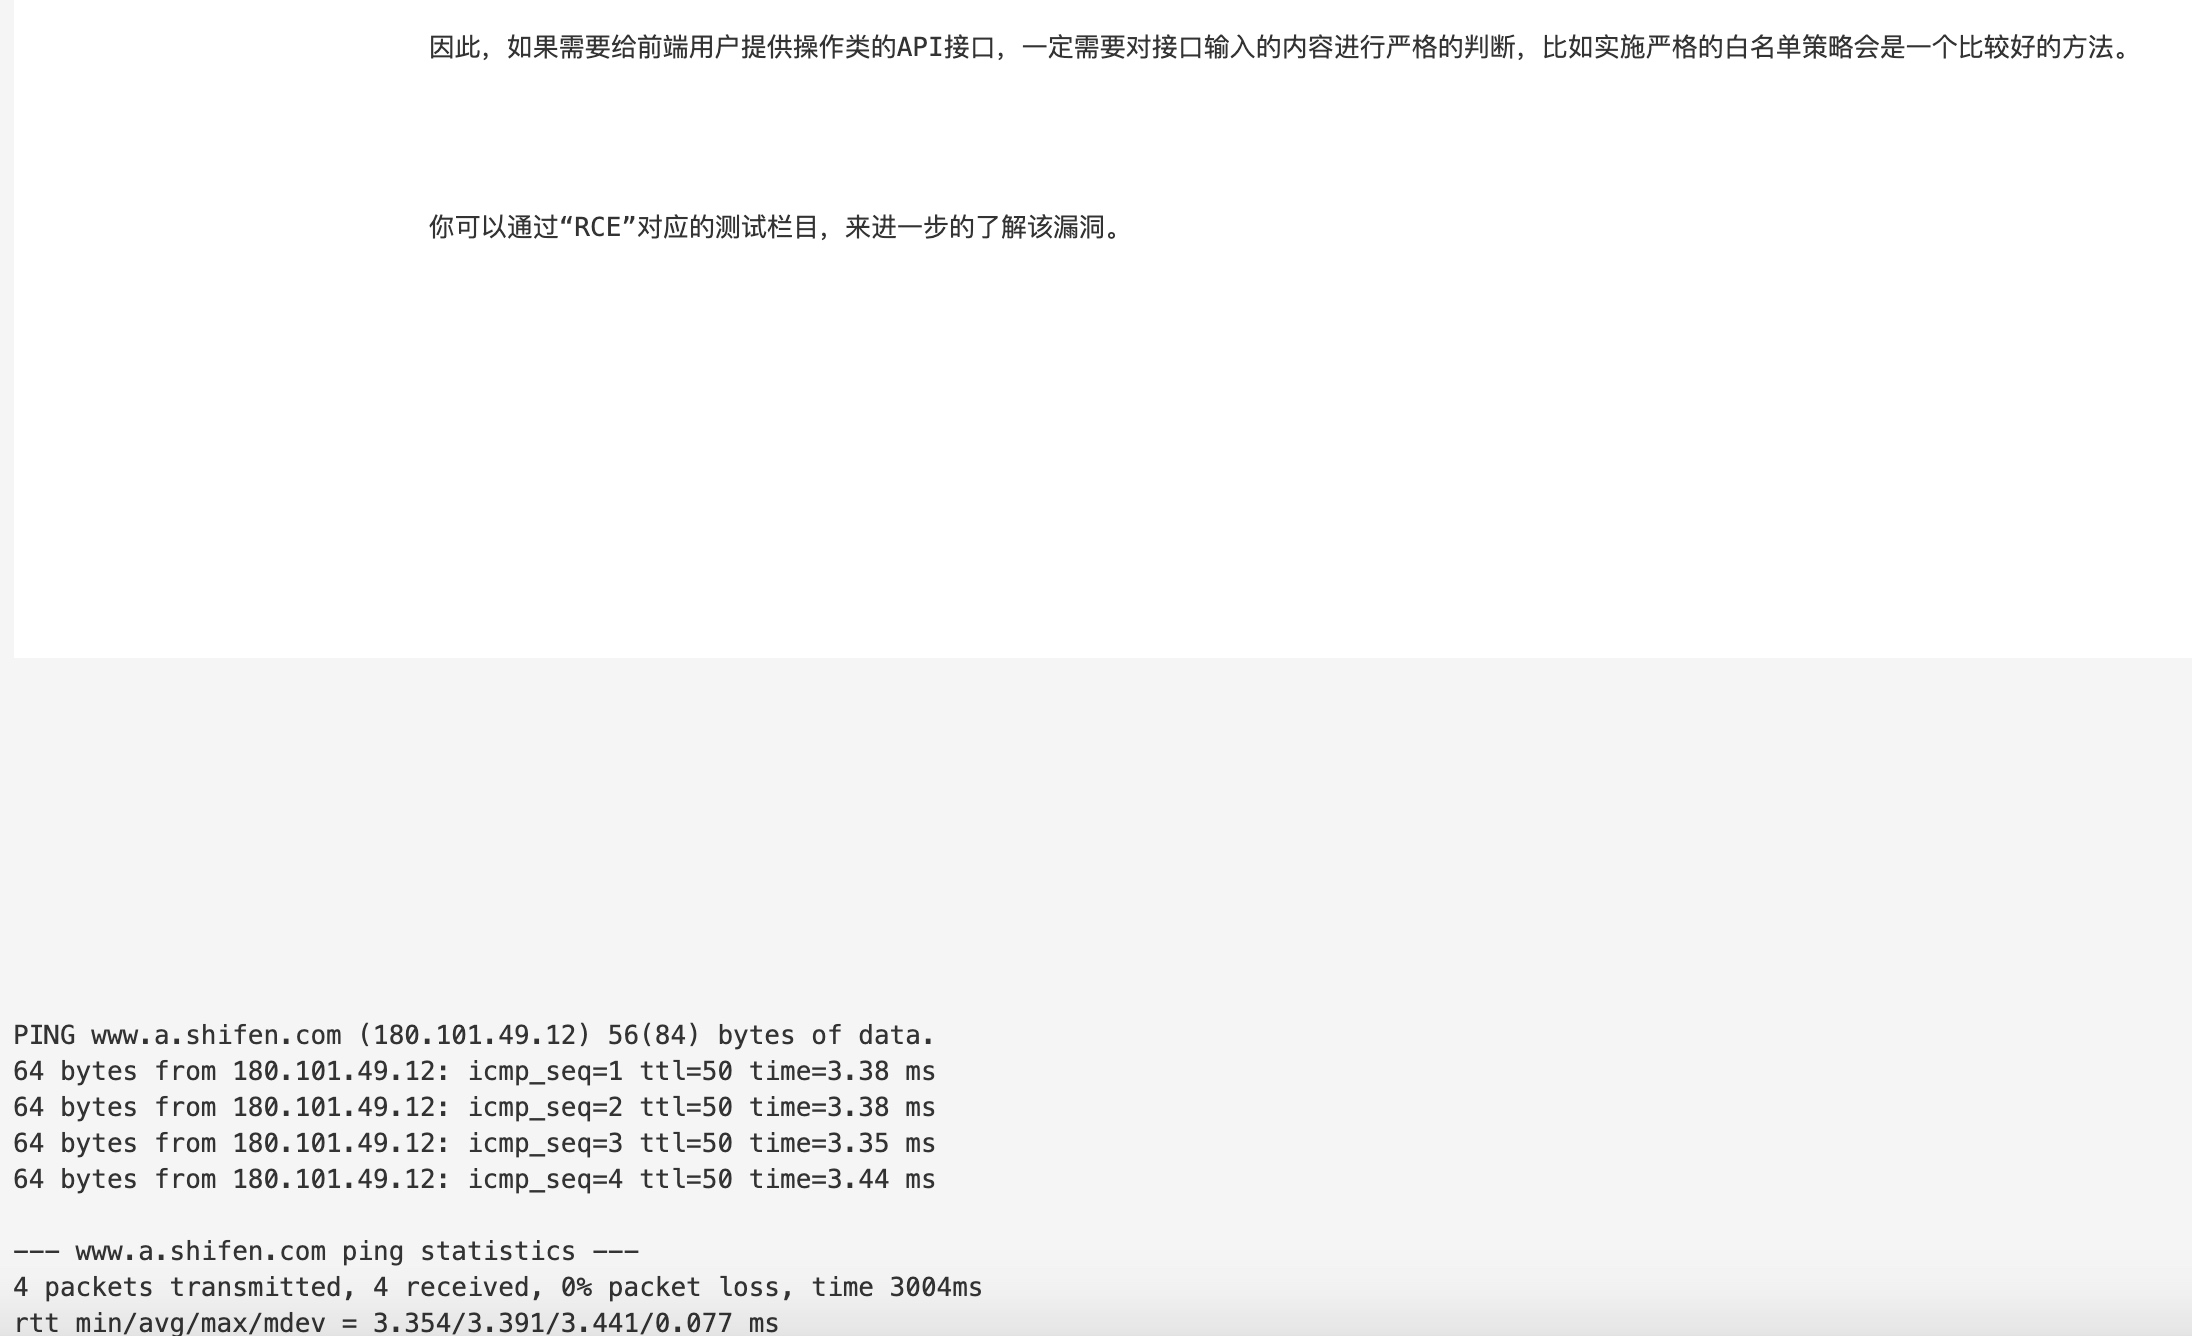 因此，如果需要给前端用户提供操作类的API接口，一定需要对接口输入的内容进行严格的判断，比如实施严格的白名单策略会是一个比较好的方法。
你可以通过“RCE”对应的测试栏目，来进一步的了解该漏洞。
PING www.a.shifen.com (180.101.49.12) 56(84) bytes of data.
64 bytes from 180.101.49.12: icmp_seq=1 ttl=50 time=3.38 ms
64 bytes from 180.101.49.12: icmp_seq=2 ttl=50 time=3.38 ms
64 bytes from 180.101.49.12: icmp_seq=3 ttl=50 time=3.35 ms
64 bytes from 180.101.49.12: icmp_seq=4 ttl=50 time=3.44 ms
--- www.a.shifen.com ping statistics ---
4 packets transmitted, 4 received, 0% packet loss, time 3004ms
rtt min/avg/max/mdev = 3.354/3.391/3.441/0.077 ms